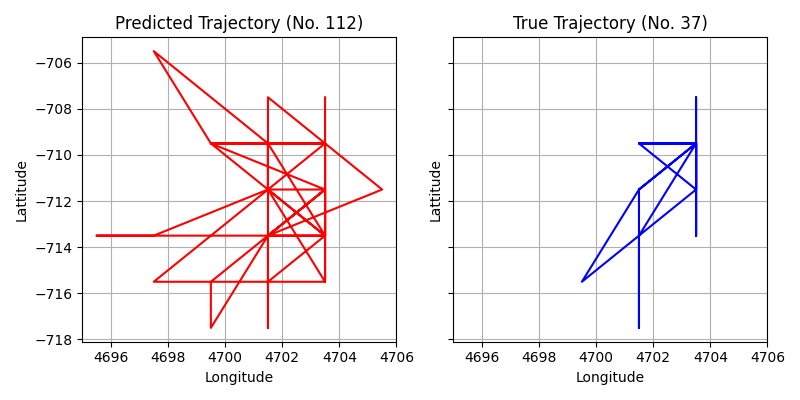 Predicted Trajectory (No. 112)
Lattitude
−706
−708
−710
−712
−714
−716
−718
4696 4698 4700 4702 4704 4706
Longitude
True Trajectory (No. 37)
Lattitude
4696 4698 4700 4702 4704 4706
Longitude